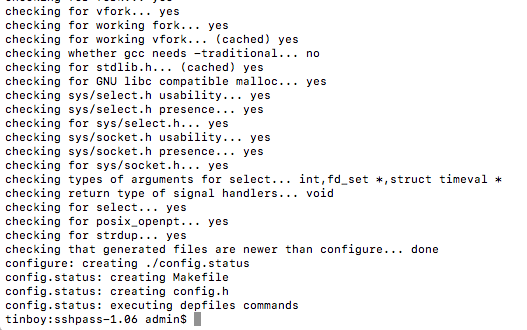 checking for vfork... yes
checking for working fork... yes
checking for working vfork... (cached) yes
checking whether gcc needs -traditional... no
checking for stdlib.h... (cached) yes
checking for GNU libc compatible malloc... yes
checking sys/select.h usability... yes
checking sys/select.h presence... yes
checking for sys/select.h... yes
checking sys/socket.h usability... yes
checking sys/socket.h presence... yes
checking for sys/socket.h... yes
checking types of arguments for select... int,fd_set *,struct timeval *
checking return type of signal handlers... void
checking for select... yes
checking for posix_openpt... yes
checking for strdup... yes
checking that generated files are newer than configure... done
configure: creating ./config.status
config.status: creating Makefile
config.status: creating config.h
config.status: executing depfiles commands
tinboy:sshpass-1.06 admin$